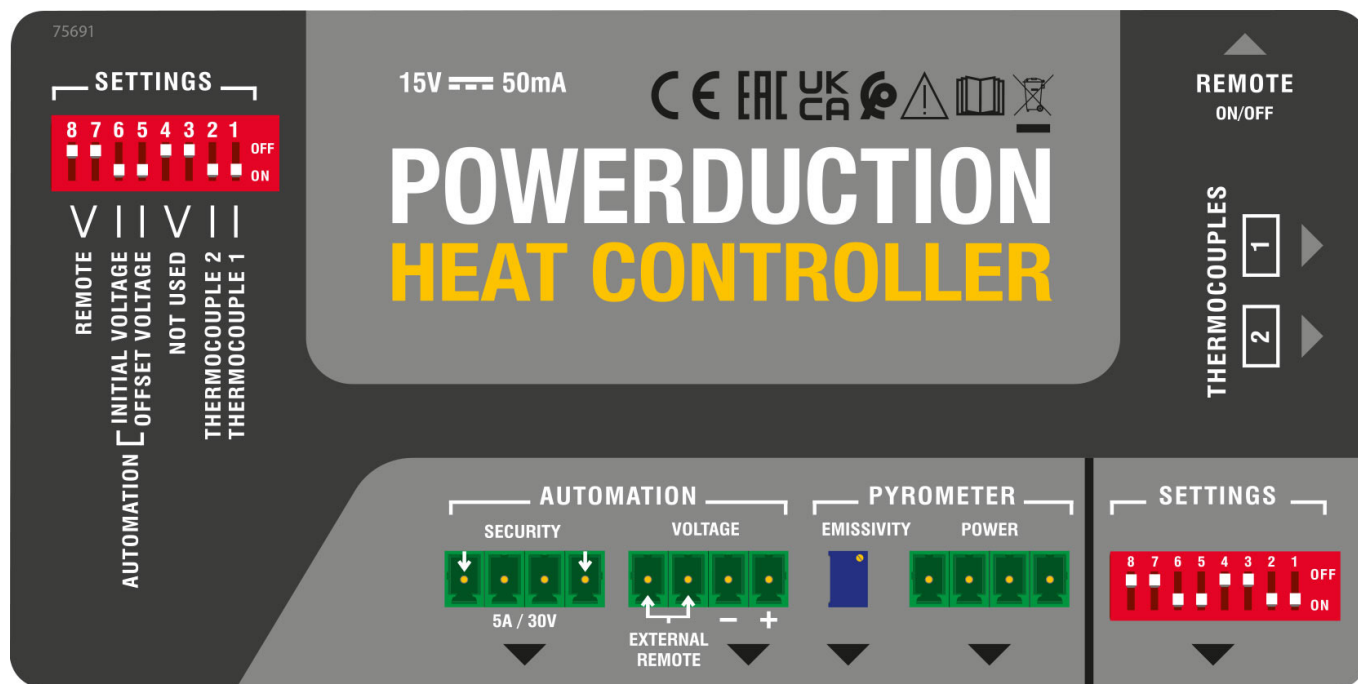 75691
SETTINGS
8 7 6 5 4 3 2 1
OFF
ON
REMOTE
INITIAL VOLTAGE
OFFSET VOLTAGE
AUTOMATION
NOT USED
THERMOCOUPLE 2
THERMOCOUPLE 1
15V 50mA
CE EAC UK CA
POWERDUCTION
HEAT CONTROLLER
REMOTE
ON/OFF
THERMOCOUPLES
1
2
AUTOMATION
SECURITY
5A / 30V
VOLTAGE
EXTERNAL
REMOTE
− +
PYROMETER
EMISSIVITY
POWER
SETTINGS
8 7 6 5 4 3 2 1
OFF
ON